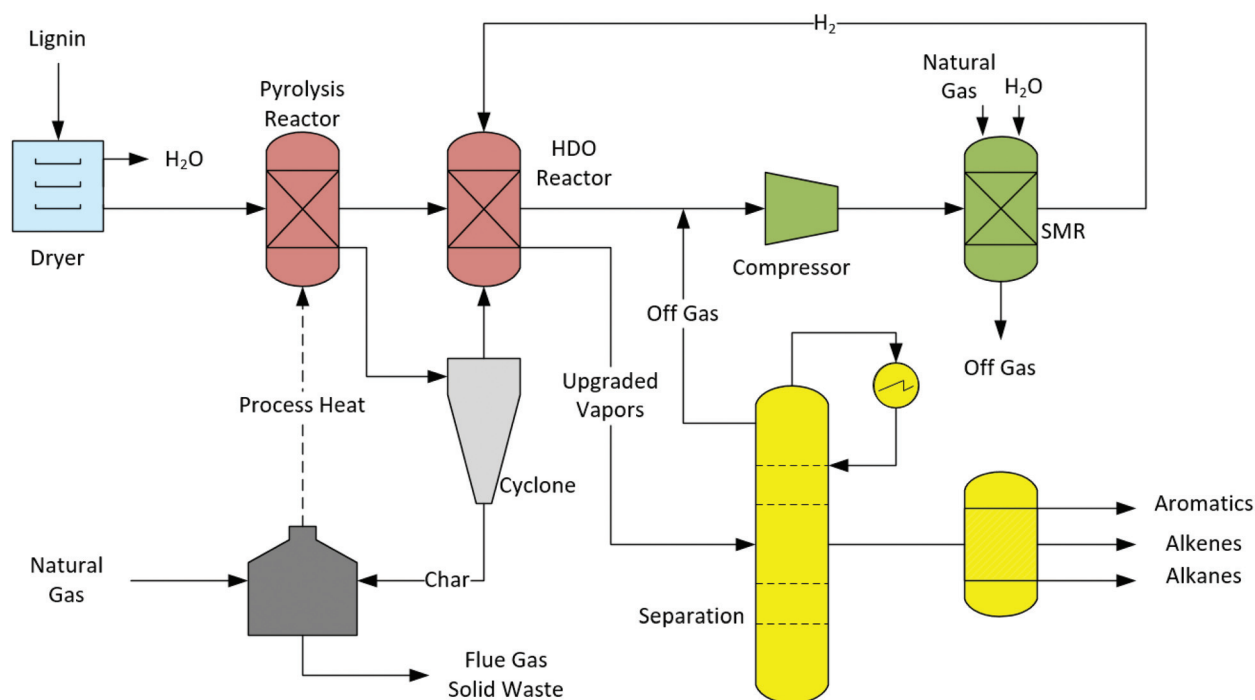 Lignin
H₂O
Dryer
Pyrolysis
Reactor
HDO
Reactor
H₂
Natural
Gas
H₂O
SMR
Compressor
Off Gas
Off Gas
Process Heat
Upgraded
Vapors
Cyclone
Natural
Gas
Char
Flue Gas
Solid Waste
Separation
Aromatics
Alkenes
Alkanes